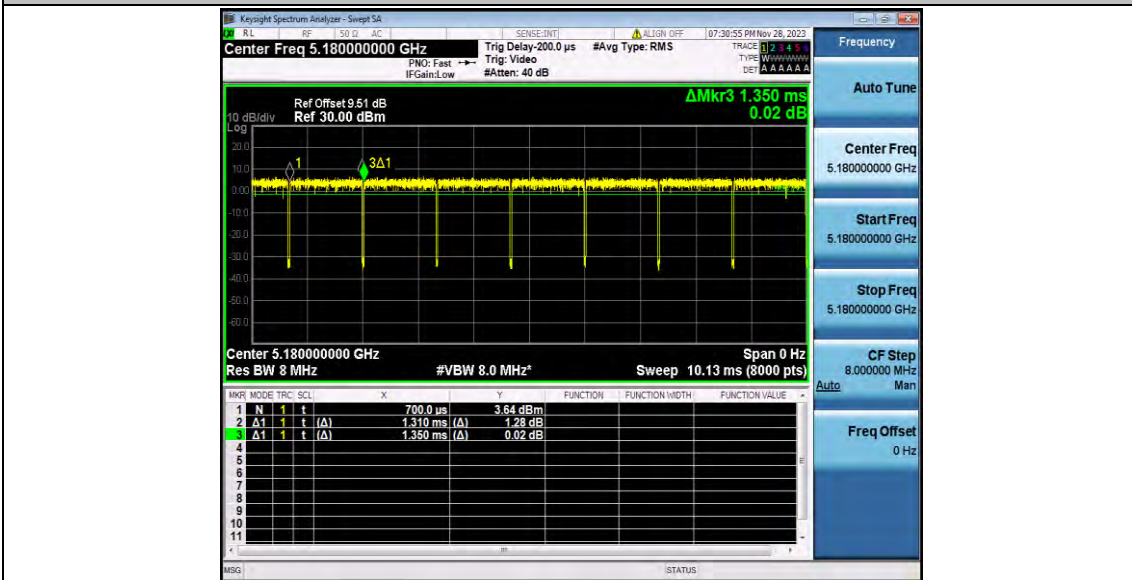 Keysight Spectrum Analyzer - Swept SA
RL RF 50 Ω AC SENSE:INT ALIGN OFF 07:30:55 PM Nov 28, 2023
Center Freq 5.180000000 GHz
PNO: Fast
IFGain:Low
Trig Delay-200.0 µs
Trig: Video
#Atten: 40 dB
#Avg Type: RMS
TRACE 1 2 3 4 5 6
TYPE WWWWWW
DET A A A A A A
Ref Offset 9.51 dB
10 dB/div Ref 30.00 dBm
Log
ΔMkr3 1.350 ms
0.02 dB
20.0
10.0
0.00
-10.0
-20.0
-30.0
-40.0
-50.0
-60.0
1
3Δ1
Center 5.180000000 GHz Span 0 Hz
Res BW 8 MHz #VBW 8.0 MHz* Sweep 10.13 ms (8000 pts)
MKR MODE TRC SCL X Y FUNCTION FUNCTION WIDTH FUNCTION VALUE
1 N 1 t 700.0 µs 3.64 dBm
2 Δ1 1 t (Δ) 1.310 ms (Δ) 1.28 dB
3 Δ1 1 t (Δ) 1.350 ms (Δ) 0.02 dB
4
5
6
7
8
9
10
11
MSG STATUS
Frequency
Auto Tune
Center Freq
5.180000000 GHz
Start Freq
5.180000000 GHz
Stop Freq
5.180000000 GHz
CF Step
8.000000 MHz
Auto Man
Freq Offset
0 Hz